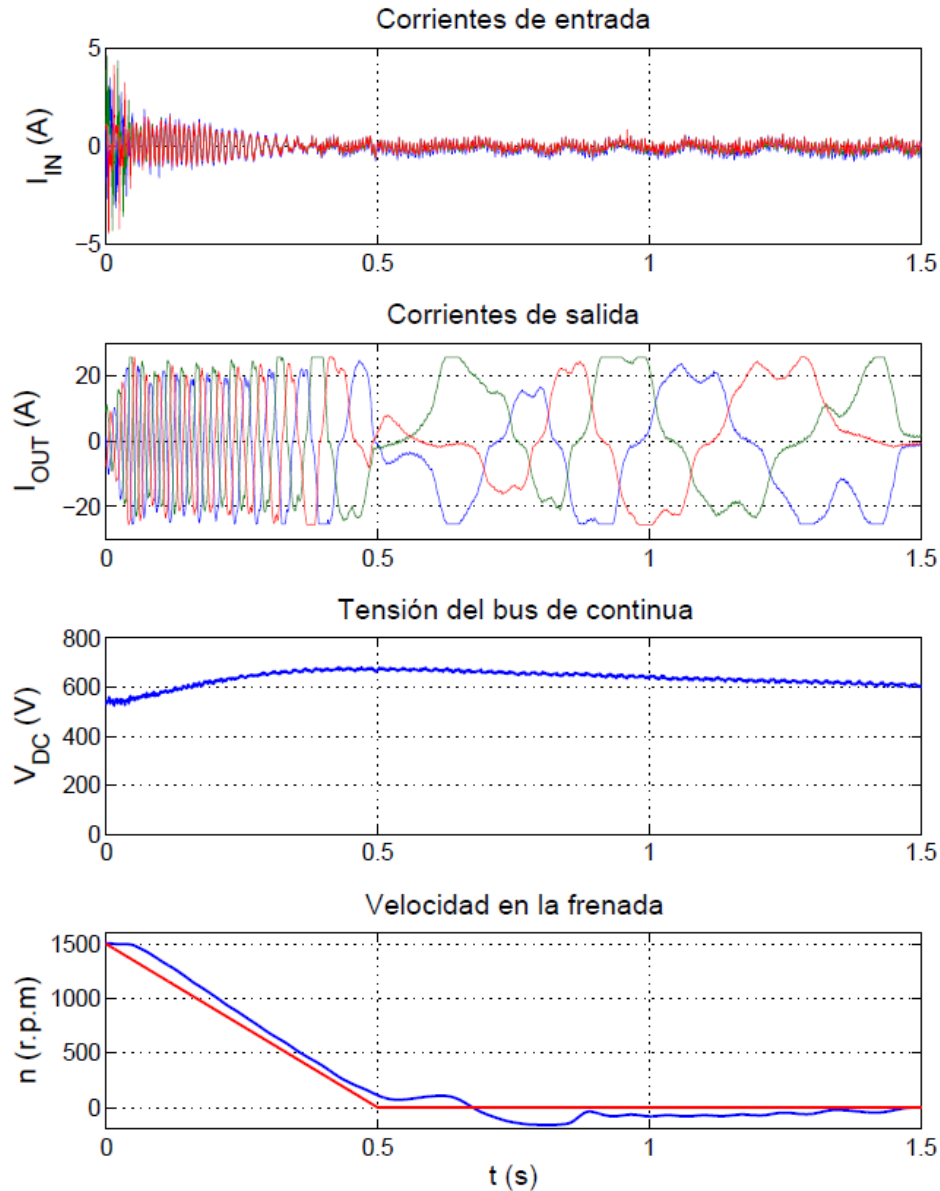 Corrientes de entrada
I_IN (A)
5
0
−5
0 0.5 1 1.5
Corrientes de salida
I_OUT (A)
20
0
−20
0 0.5 1 1.5
Tensión del bus de continua
V_DC (V)
800
600
400
200
0
0 0.5 1 1.5
Velocidad en la frenada
n (r.p.m)
1500
1000
500
0
0 0.5 1 1.5
t (s)